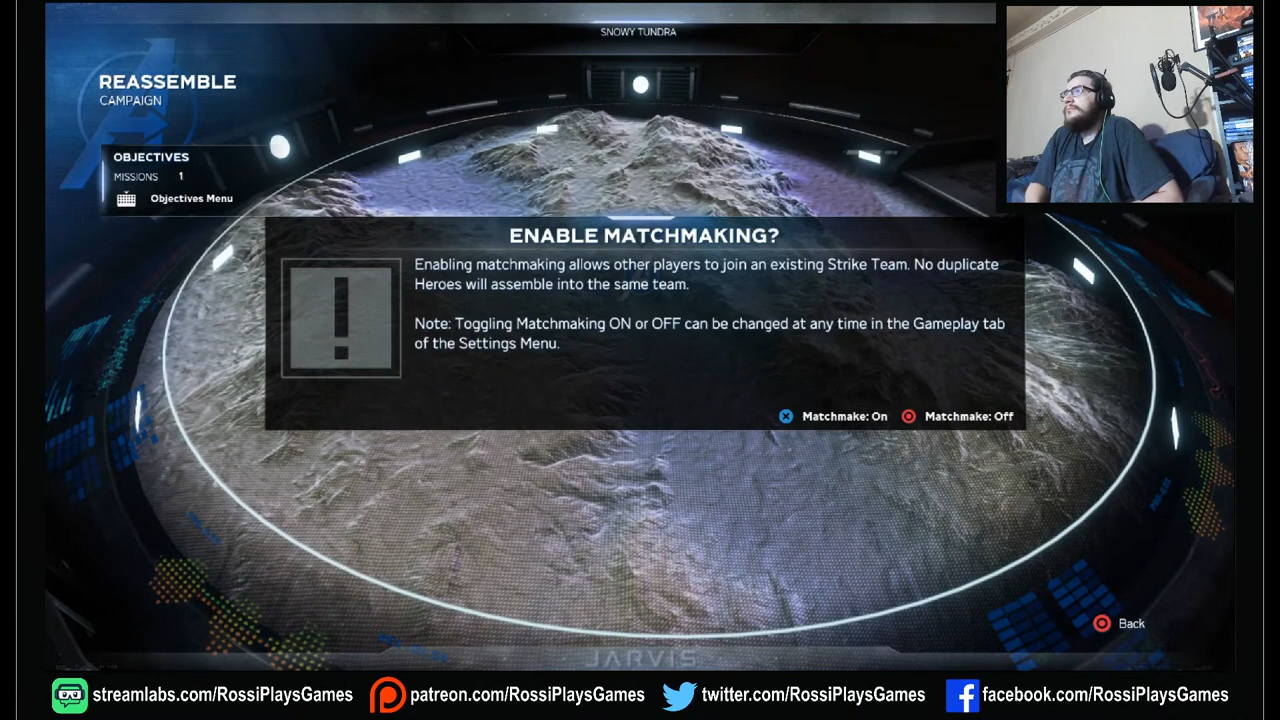 SNOWY TUNDRA
REASSEMBLE
CAMPAIGN
OBJECTIVES
MISSIONS 1
Objectives Menu
ENABLE MATCHMAKING?
Enabling matchmaking allows other players to join an existing Strike Team. No duplicate
Heroes will assemble into the same team.
Note: Toggling Matchmaking ON or OFF can be changed at any time in the Gameplay tab
of the Settings Menu.
Matchmake: On Matchmake: Off
Back
JARVIS
streamlabs.com/RossiPlaysGames patreon.com/RossiPlaysGames twitter.com/RossiPlaysGames facebook.com/RossiPlaysGames